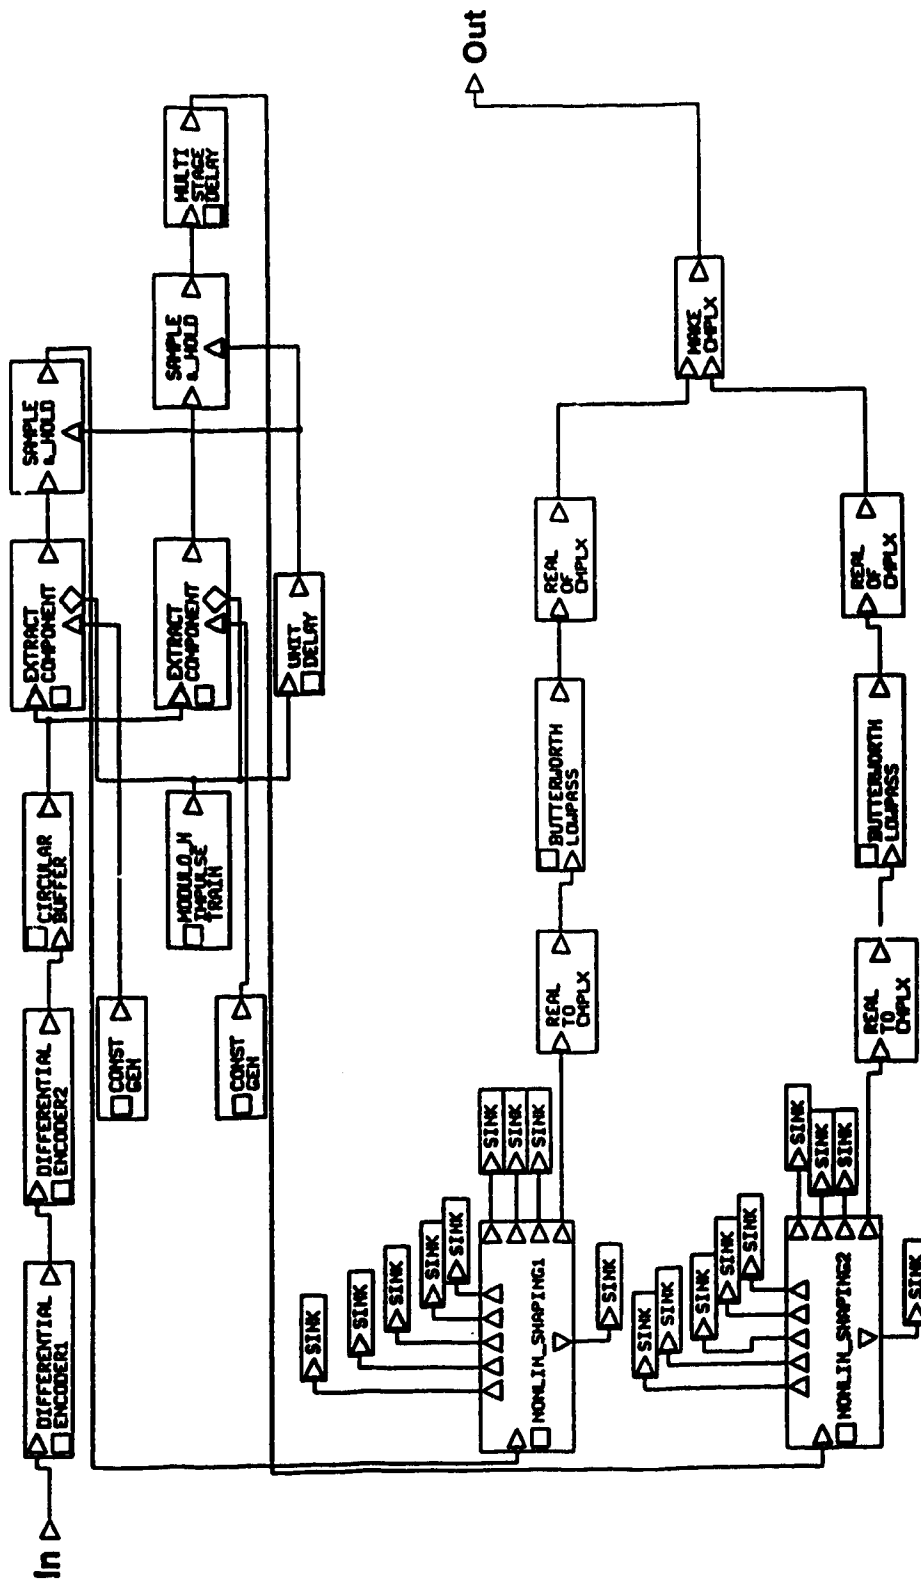 In
DIFFERENTIAL
ENCODER1
DIFFERENTIAL
ENCODER2
CIRCULAR
BUFFER
EXTRACT
COMPONENT
SAMPLE
&_HOLD
CONST
GEN
CONST
GEN
MODULO_N
IMPULSE
TRAIN
EXTRACT
COMPONENT
SAMPLE
&_HOLD
MULTI
STAGE
DELAY
UNIT
DELAY
SINK
SINK
SINK
SINK
SINK
SINK
SINK
SINK
NONLIN_SHAPING1
SINK
REAL
TO
CMPLX
BUTTERWORTH
LOWPASS
REAL
OF
CMPLX
MAKE
CMPLX
Out
SINK
SINK
SINK
SINK
SINK
SINK
SINK
SINK
NONLIN_SHAPING2
SINK
REAL
TO
CMPLX
BUTTERWORTH
LOWPASS
REAL
OF
CMPLX